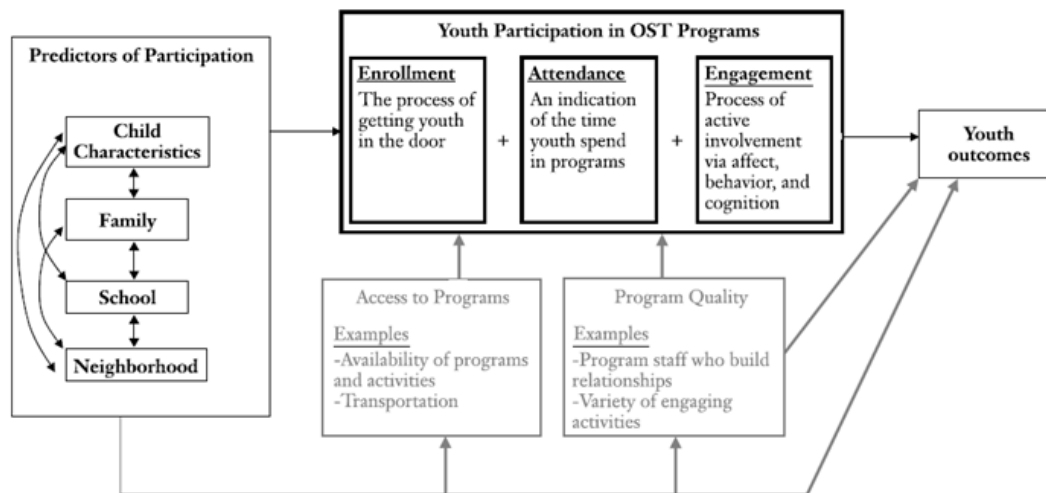 Predictors of Participation
Child
Characteristics
Family
School
Neighborhood
Youth Participation in OST Programs
Enrollment
The process of
getting youth
in the door
+
Attendance
An indication
of the time
youth spend
in programs
+
Engagement
Process of
active
involvement
via affect,
behavior, and
cognition
Youth
outcomes
Access to Programs
Examples
-Availability of programs
and activities
-Transportation
Program Quality
Examples
-Program staff who build
relationships
-Variety of engaging
activities